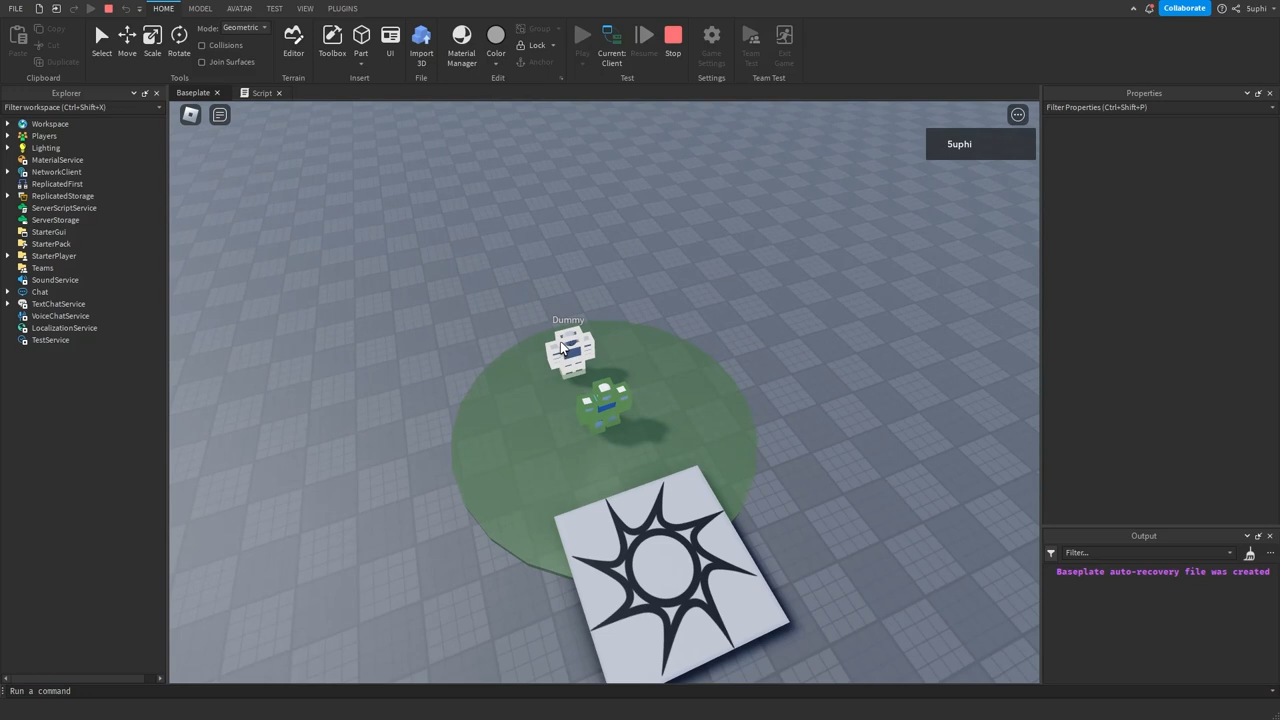 FILE
HOME
MODEL
AVATAR
TEST
VIEW
PLUGINS
Collaborate
Suphi
Paste
Copy
Cut
Duplicate
Clipboard
Select
Move
Scale
Rotate
Mode:
Geometric
Collisions
Join Surfaces
Tools
Editor
Terrain
Toolbox
Part
UI
Insert
Import
3D
File
Material
Manager
Color
Group
Lock
Anchor
Edit
Play
Current:
Client
Resume
Stop
Test
Game
Settings
Settings
Team
Test
Exit
Game
Team Test
Explorer
Filter workspace (Ctrl+Shift+X)
Workspace
Players
Lighting
MaterialService
NetworkClient
ReplicatedFirst
ReplicatedStorage
ServerScriptService
ServerStorage
StarterGui
StarterPack
StarterPlayer
Teams
SoundService
Chat
TextChatService
VoiceChatService
LocalizationService
TestService
Baseplate
Script
5uphi
Dummy
Properties
Filter Properties (Ctrl+Shift+P)
Output
Filter...
Baseplate auto-recovery file was created
Run a command